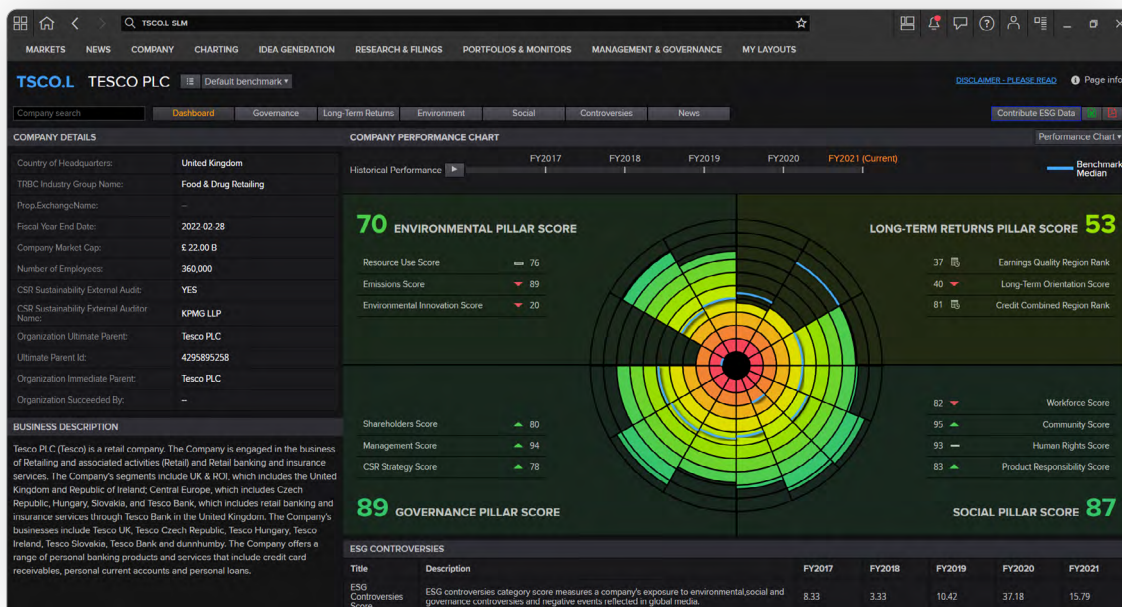 TSCO.L SLM
MARKETS NEWS COMPANY CHARTING IDEA GENERATION RESEARCH & FILINGS PORTFOLIOS & MONITORS MANAGEMENT & GOVERNANCE MY LAYOUTS
TSCO.L TESCO PLC Default benchmark
DISCLAIMER - PLEASE READ Page info
Company search Dashboard Governance Long-Term Returns Environment Social Controversies News Contribute ESG Data
COMPANY DETAILS
Country of Headquarters: United Kingdom
TRBC Industry Group Name: Food & Drug Retailing
Prop.ExchangeName: --
Fiscal Year End Date: 2022-02-28
Company Market Cap: £ 22.00 B
Number of Employees: 360,000
CSR Sustainability External Audit: YES
CSR Sustainability External Auditor
Name: KPMG LLP
Organization Ultimate Parent: Tesco PLC
Ultimate Parent Id: 4295895258
Organization Immediate Parent: Tesco PLC
Organization Succeeded By: --
BUSINESS DESCRIPTION
Tesco PLC (Tesco) is a retail company. The Company is engaged in the business
of Retailing and associated activities (Retail) and Retail banking and insurance
services. The Company's segments include UK & ROI, which includes the United
Kingdom and Republic of Ireland; Central Europe, which includes Czech
Republic, Hungary, Slovakia, and Tesco Bank, which includes retail banking and
insurance services through Tesco Bank in the United Kingdom. The Company's
businesses include Tesco UK, Tesco Czech Republic, Tesco Hungary, Tesco
Ireland, Tesco Slovakia, Tesco Bank and dunnhumby. The Company offers a
range of personal banking products and services that include credit card
receivables, personal current accounts and personal loans.
COMPANY PERFORMANCE CHART
Performance Chart
Historical Performance FY2017 FY2018 FY2019 FY2020 FY2021 (Current)
Benchmark
Median
70 ENVIRONMENTAL PILLAR SCORE
Resource Use Score 76
Emissions Score 89
Environmental Innovation Score 20
LONG-TERM RETURNS PILLAR SCORE 53
37 Earnings Quality Region Rank
40 Long-Term Orientation Score
81 Credit Combined Region Rank
Shareholders Score 80
Management Score 94
CSR Strategy Score 78
89 GOVERNANCE PILLAR SCORE
82 Workforce Score
95 Community Score
93 Human Rights Score
83 Product Responsibility Score
SOCIAL PILLAR SCORE 87
ESG CONTROVERSIES
Title Description FY2017 FY2018 FY2019 FY2020 FY2021
ESG
Controversies
Score
ESG controversies category score measures a company's exposure to environmental,social and
governance controversies and negative events reflected in global media.
8.33 3.33 10.42 37.18 15.79